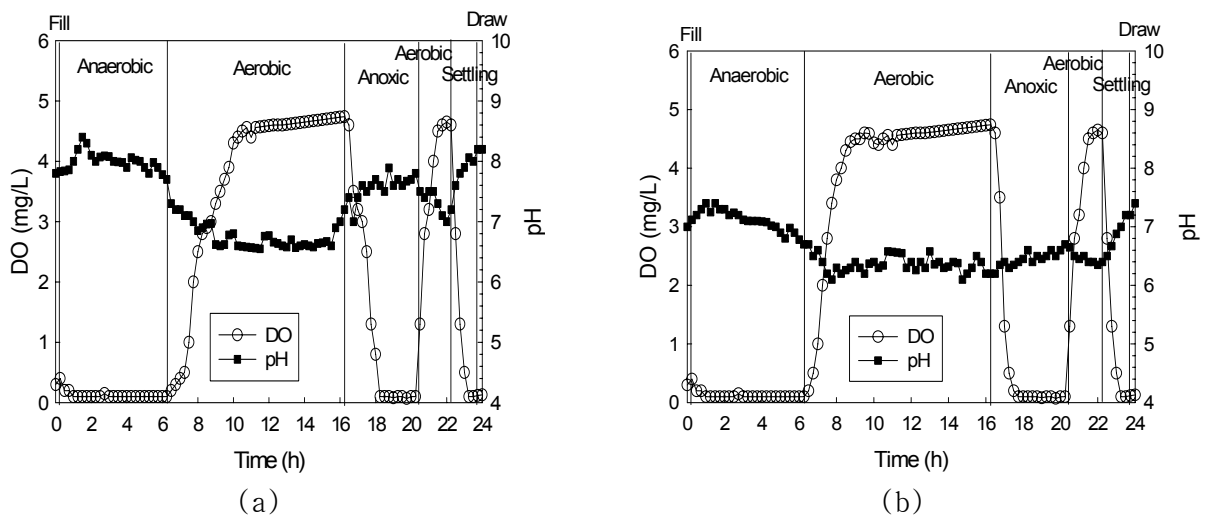 Fill
Draw
6
10
Anaerobic
Aerobic
Aerobic
Anoxic
Settling
5
9
4
8
3
7
2
6
1
5
0
4
DO (mg/L)
pH
DO
pH
0 2 4 6 8 10 12 14 16 18 20 22 24
Time (h)
(a)
Fill
Draw
6
10
Anaerobic
Aerobic
Aerobic
Anoxic
Settling
5
9
4
8
3
7
2
6
1
5
0
4
DO (mg/L)
pH
DO
pH
0 2 4 6 8 10 12 14 16 18 20 22 24
Time (h)
(b)